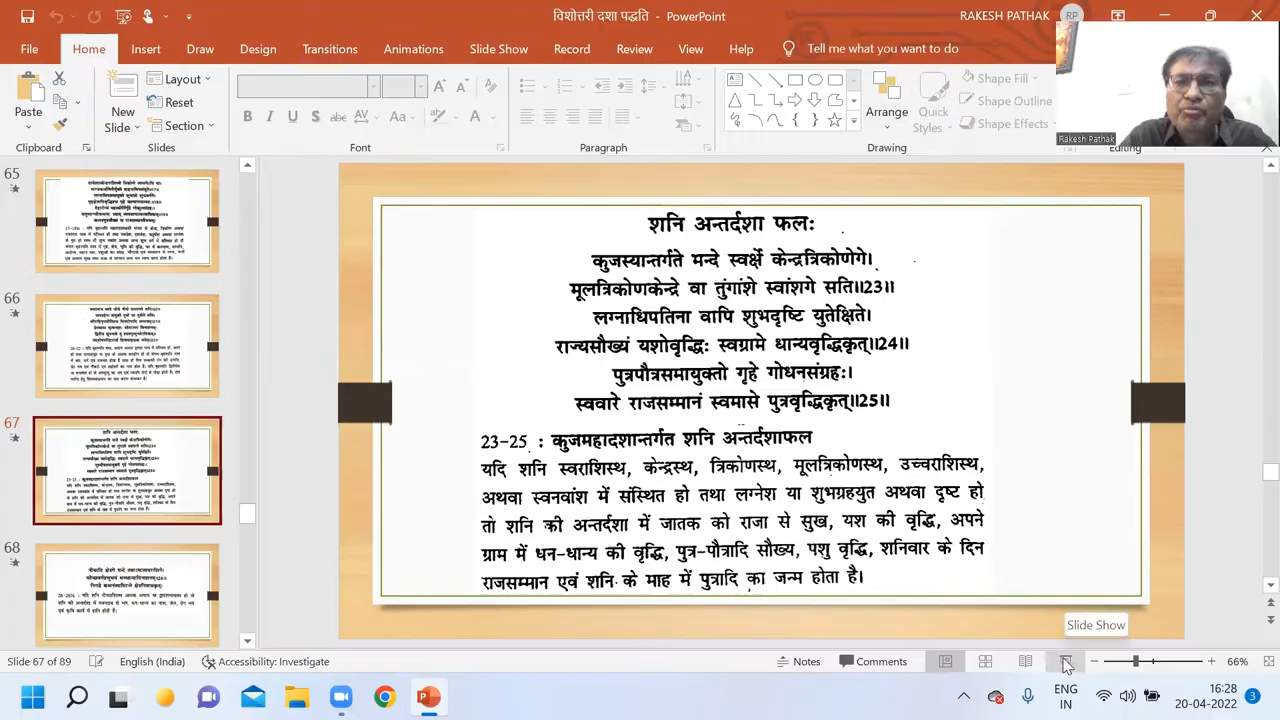 विशोत्तरी दशा पद्धति - PowerPoint
RAKESH PATHAK
RP
File Home Insert Draw Design Transitions Animations Slide Show Record Review View Help Tell me what you want to do
Paste
Clipboard
New Slide
Layout
Reset
Section
Slides
B I U S ab AV Aa A
Font
Paragraph
Arrange
Quick Styles
Shape Fill
Shape Outline
Shape Effects
Drawing
Editing
Rakesh Pathak
65
66
67
68
शनि अन्तर्दशा फलः
कुजस्यान्तर्गते मन्दे स्वर्क्षे केन्द्रत्रिकोणेगे।
मूलत्रिकोणकेन्द्रे वा तुंगांशे स्वांशगे सति॥23॥
लग्नाधिपतिना वापि शुभदृष्टि युतेक्षिते।
राज्यसौख्यं यशोवृद्धिः स्वग्रामे धान्यवृद्धिकृत्॥24॥
पुत्रपौत्रसमायुक्तो गृहे गोधनसंग्रहः।
स्ववारे राजसम्मानं स्वमासे पुत्रवृद्धिकृत्॥25॥
23-25 : कुजमहादशान्तर्गत शनि अन्तर्दशाफल
यदि शनि स्वराशिस्थ, केन्द्रस्थ, त्रिकोणस्थ, मूलत्रिकोणस्थ, उच्चराशिस्थ,
अथवा स्वनवांश में संस्थित हो तथा लग्नेश या शुभग्रहयुत अथवा दृष्ट हो
तो शनि की अन्तर्दशा में जातक को राजा से सुख, यश की वृद्धि, अपने
ग्राम में धन-धान्य की वृद्धि, पुत्र-पौत्रादि सौख्य, पशु वृद्धि, शनिवार के दिन
राजसम्मान एवं शनि के माह में पुत्रादि का जन्म होता है।
Slide Show
Slide 67 of 89
English (India)
Accessibility: Investigate
Notes
Comments
66%
ENG
IN
16:28
20-04-2022
3